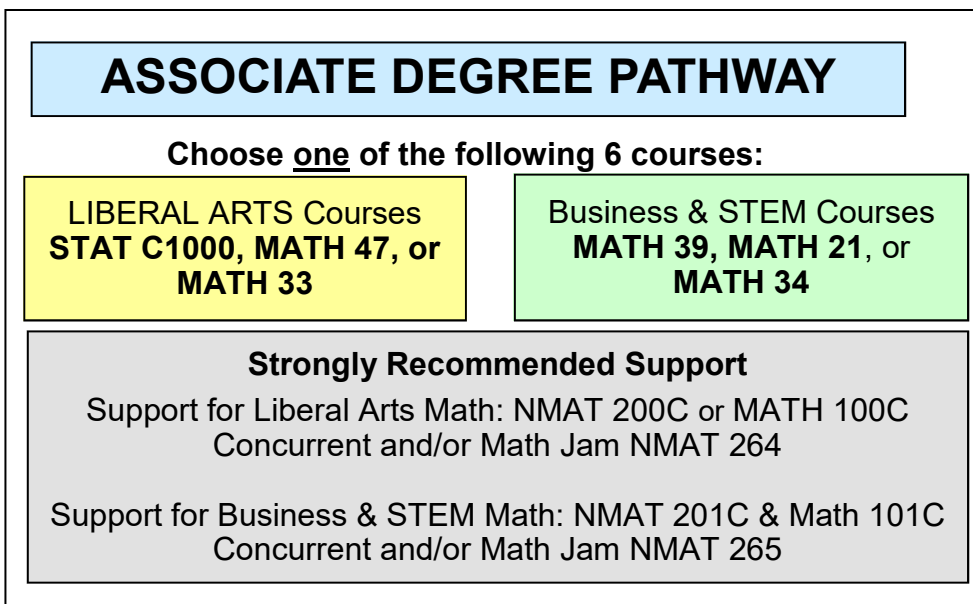 ASSOCIATE DEGREE PATHWAY
Choose one of the following 6 courses:
LIBERAL ARTS Courses
STAT C1000, MATH 47, or
MATH 33
Business & STEM Courses
MATH 39, MATH 21, or
MATH 34
Strongly Recommended Support
Support for Liberal Arts Math: NMAT 200C or MATH 100C
Concurrent and/or Math Jam NMAT 264
Support for Business & STEM Math: NMAT 201C & Math 101C
Concurrent and/or Math Jam NMAT 265